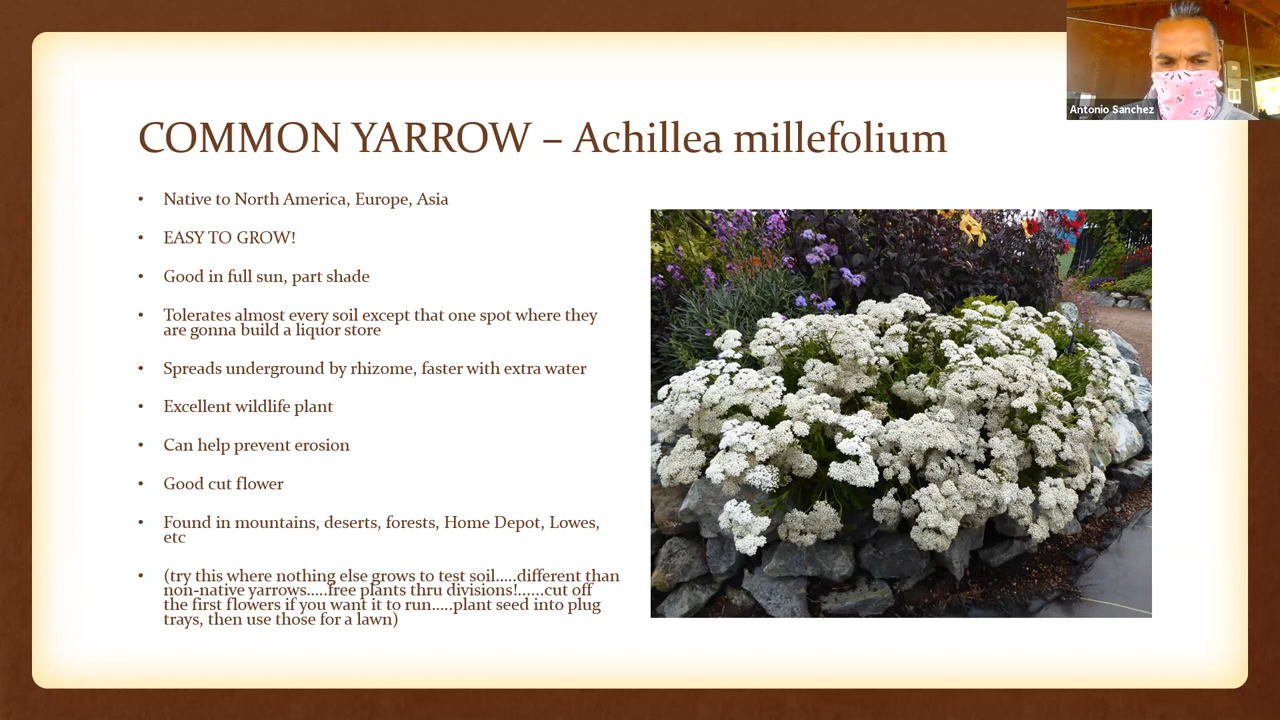 Antonio Sanchez
COMMON YARROW – Achillea millefolium
• Native to North America, Europe, Asia
• EASY TO GROW!
• Good in full sun, part shade
• Tolerates almost every soil except that one spot where they
are gonna build a liquor store
• Spreads underground by rhizome, faster with extra water
• Excellent wildlife plant
• Can help prevent erosion
• Good cut flower
• Found in mountains, deserts, forests, Home Depot, Lowes,
etc
• (try this where nothing else grows to test soil.....different than
non-native yarrows.....free plants thru divisions!......cut off
the first flowers if you want it to run.....plant seed into plug
trays, then use those for a lawn)